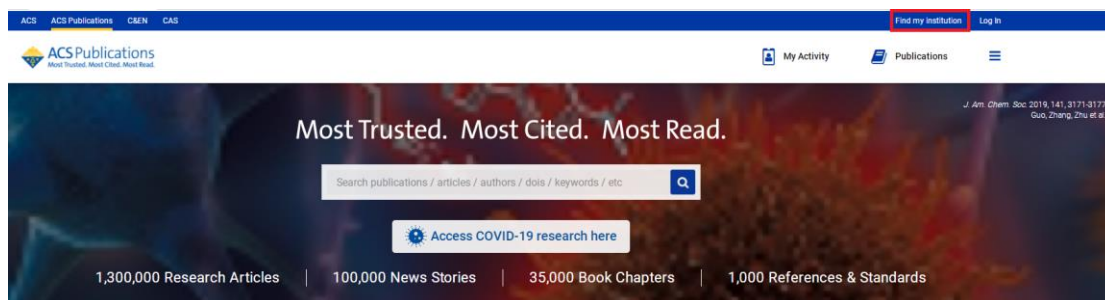 ACS ACS Publications C&EN CAS Find my institution Log In
ACS Publications
Most Trusted. Most Cited. Most Read.
My Activity Publications
J. Am. Chem. Soc. 2019, 141, 3171-3177
Guo, Zhang, Zhu et al
Most Trusted. Most Cited. Most Read.
Search publications / articles / authors / dois / keywords / etc
Access COVID-19 research here
1,300,000 Research Articles | 100,000 News Stories | 35,000 Book Chapters | 1,000 References & Standards